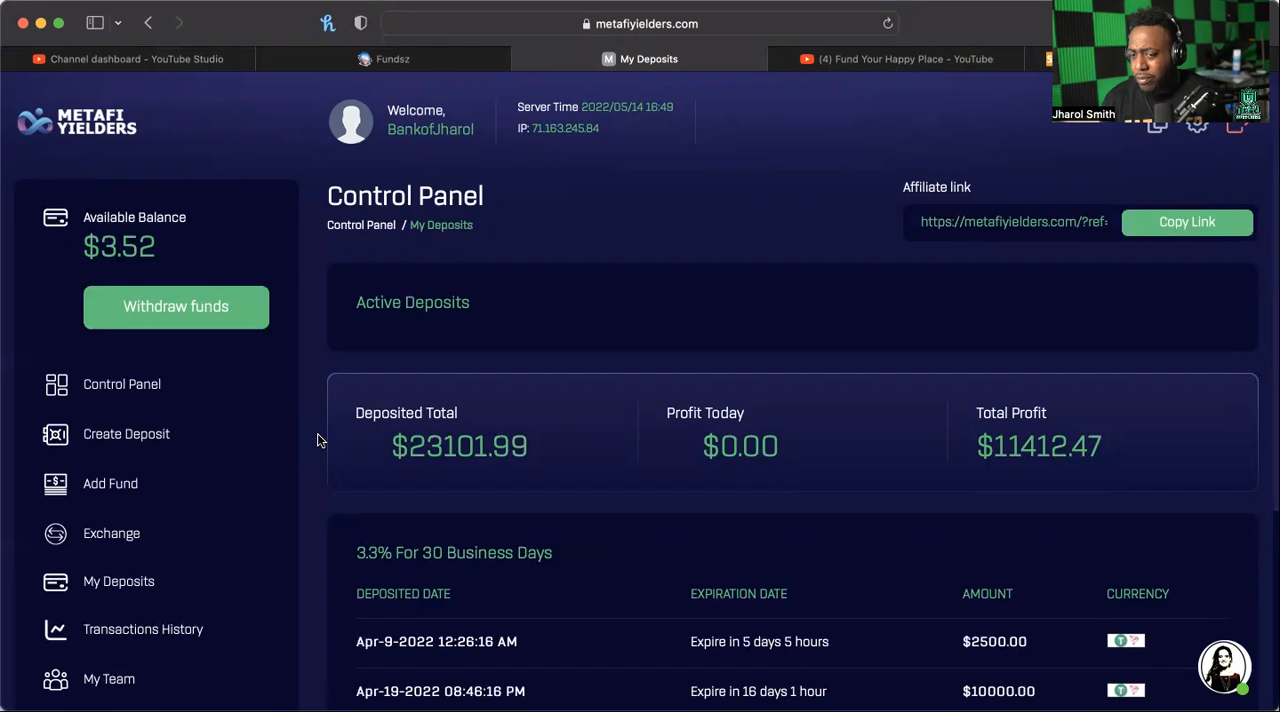 metafiyielders.com
Channel dashboard - YouTube Studio
Fundsz
M My Deposits
(4) Fund Your Happy Place - YouTube
Jharol Smith
METAFI
YIELDERS
Welcome,
BankofJharol
Server Time 2022/05/14 16:49
IP: 71.163.245.84
Available Balance
$3.52
Withdraw funds
Control Panel
Create Deposit
Add Fund
Exchange
My Deposits
Transactions History
My Team
Control Panel
Control Panel / My Deposits
Affiliate link
https://metafiyielders.com/?ref=
Copy Link
Active Deposits
Deposited Total
$23101.99
Profit Today
$0.00
Total Profit
$11412.47
3.3% For 30 Business Days
DEPOSITED DATE EXPIRATION DATE AMOUNT CURRENCY
Apr-9-2022 12:26:16 AM Expire in 5 days 5 hours $2500.00
Apr-19-2022 08:46:16 PM Expire in 16 days 1 hour $10000.00